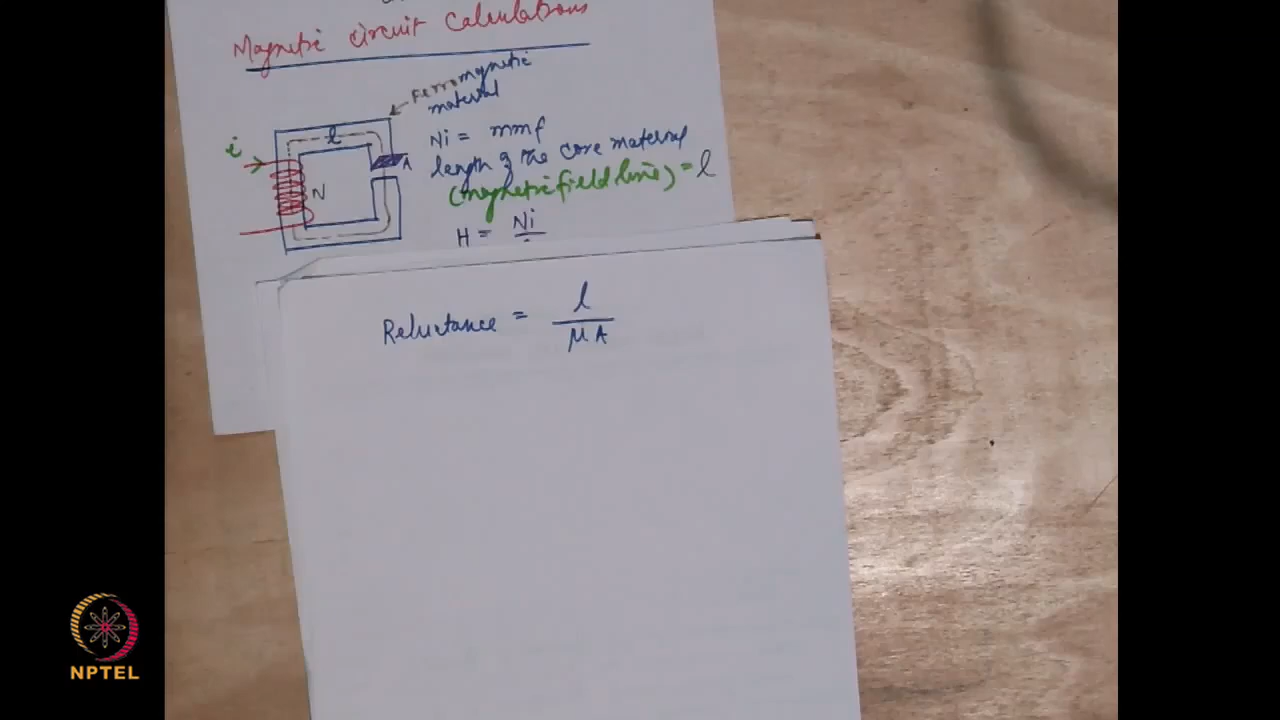 Magnetic circuit calculations
Ferromagnetic
material
i
l
A
N
Ni = mmf
length of the core material
(magnetic field line) = l
H = Ni
Reluctance = l
μA
NPTEL